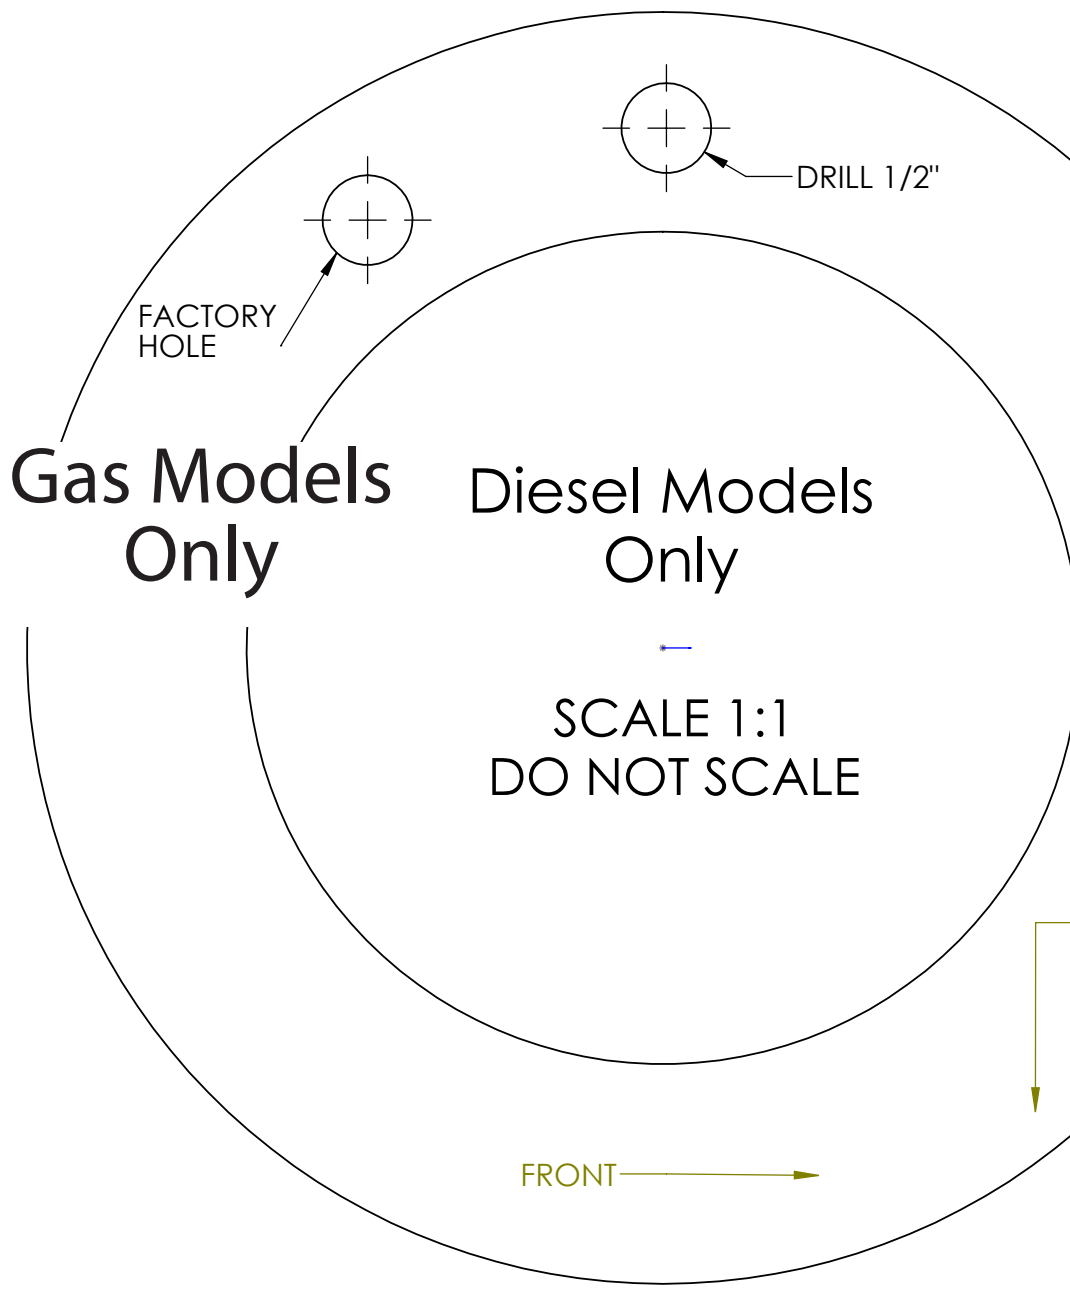 DRILL 1/2"
FACTORY
HOLE
Gas Models
Only
Diesel Models
Only
SCALE 1:1
DO NOT SCALE
FRONT